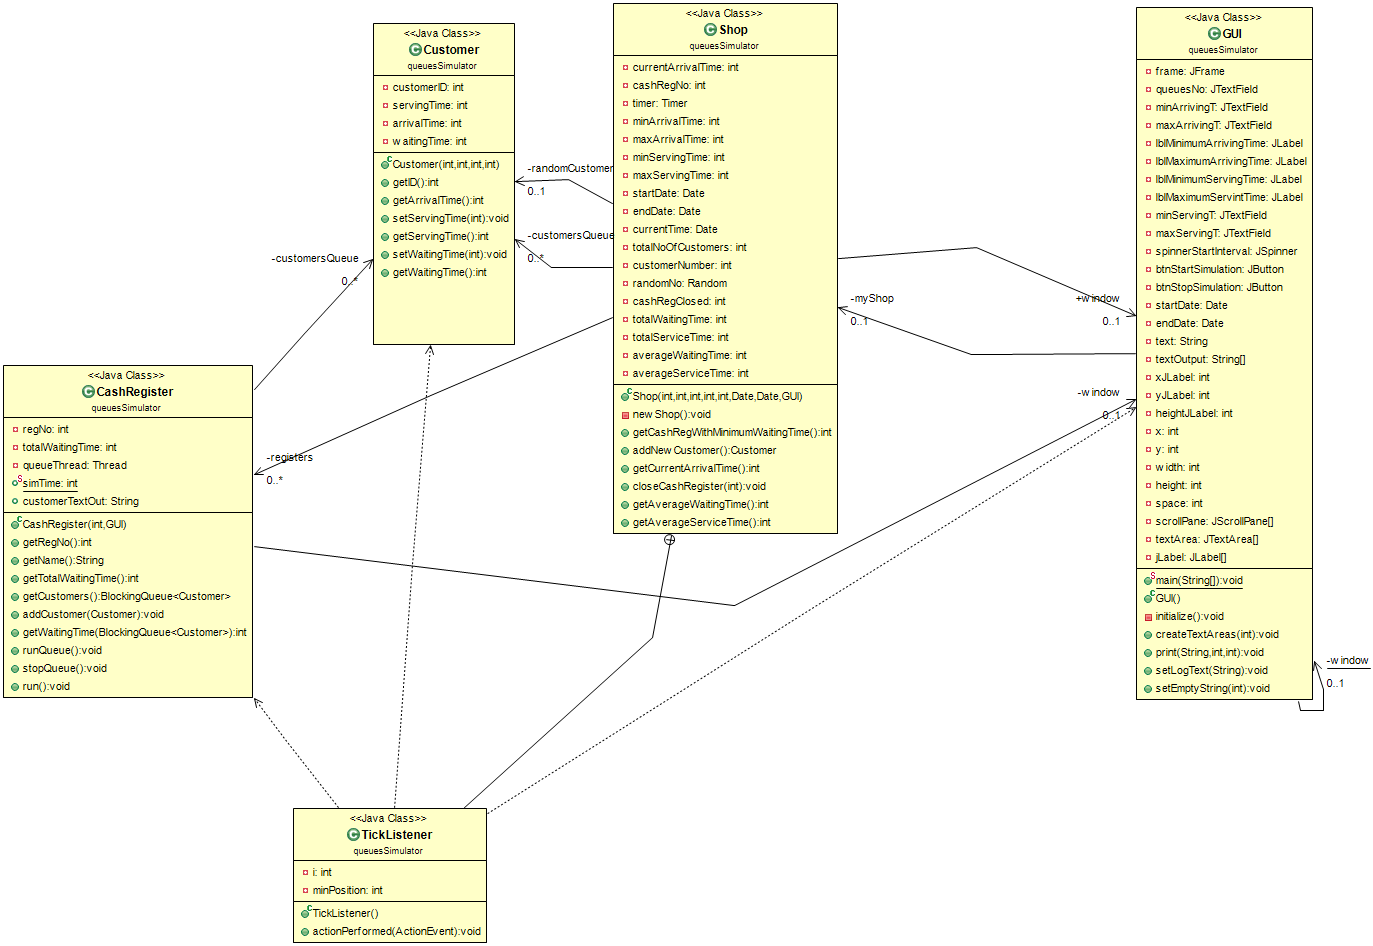 <<Java Class>>
Customer
queuesSimulator
customerID: int
servingTime: int
arrivalTime: int
waitingTime: int
Customer(int,int,int,int)
getID():int
getArrivalTime():int
setServingTime(int):void
getServingTime():int
setWaitingTime(int):void
getWaitingTime():int
<<Java Class>>
Shop
queuesSimulator
currentArrivalTime: int
cashRegNo: int
timer: Timer
minArrivalTime: int
maxArrivalTime: int
minServingTime: int
maxServingTime: int
startDate: Date
endDate: Date
currentTime: Date
totalNoOfCustomers: int
customerNumber: int
randomNo: Random
cashRegClosed: int
totalWaitingTime: int
totalServiceTime: int
averageWaitingTime: int
averageServiceTime: int
Shop(int,int,int,int,int,Date,Date,GUI)
newShop():void
getCashRegWithMinimumWaitingTime():int
addNewCustomer():Customer
getCurrentArrivalTime():int
closeCashRegister(int):void
getAverageWaitingTime():int
getAverageServiceTime():int
<<Java Class>>
GUI
queuesSimulator
frame: JFrame
queuesNo: JTextField
minArrivingT: JTextField
maxArrivingT: JTextField
lblMinimumArrivingTime: JLabel
lblMaximumArrivingTime: JLabel
lblMinimumServingTime: JLabel
lblMaximumServintTime: JLabel
minServingT: JTextField
maxServingT: JTextField
spinnerStartInterval: JSpinner
btnStartSimulation: JButton
btnStopSimulation: JButton
startDate: Date
endDate: Date
text: String
textOutput: String[]
xJLabel: int
yJLabel: int
heightJLabel: int
x: int
y: int
width: int
height: int
space: int
scrollPane: JScrollPane[]
textArea: JTextArea[]
jLabel: JLabel[]
main(String[]):void
GUI()
initialize():void
createTextAreas(int):void
print(String,int,int):void
setLogText(String):void
setEmptyString(int):void
-randomCustomer
0..1
-customersQueue
0..*
-customersQueue
0..*
-myShop
0..1
+window
0..1
-window
0..1
-registers
0..*
-window
0..1
<<Java Class>>
CashRegister
queuesSimulator
regNo: int
totalWaitingTime: int
queueThread: Thread
simTime: int
customerTextOut: String
CashRegister(int,GUI)
getRegNo():int
getName():String
getTotalWaitingTime():int
getCustomers():BlockingQueue<Customer>
addCustomer(Customer):void
getWaitingTime(BlockingQueue<Customer>):int
runQueue():void
stopQueue():void
run():void
<<Java Class>>
TickListener
queuesSimulator
i: int
minPosition: int
TickListener()
actionPerformed(ActionEvent):void